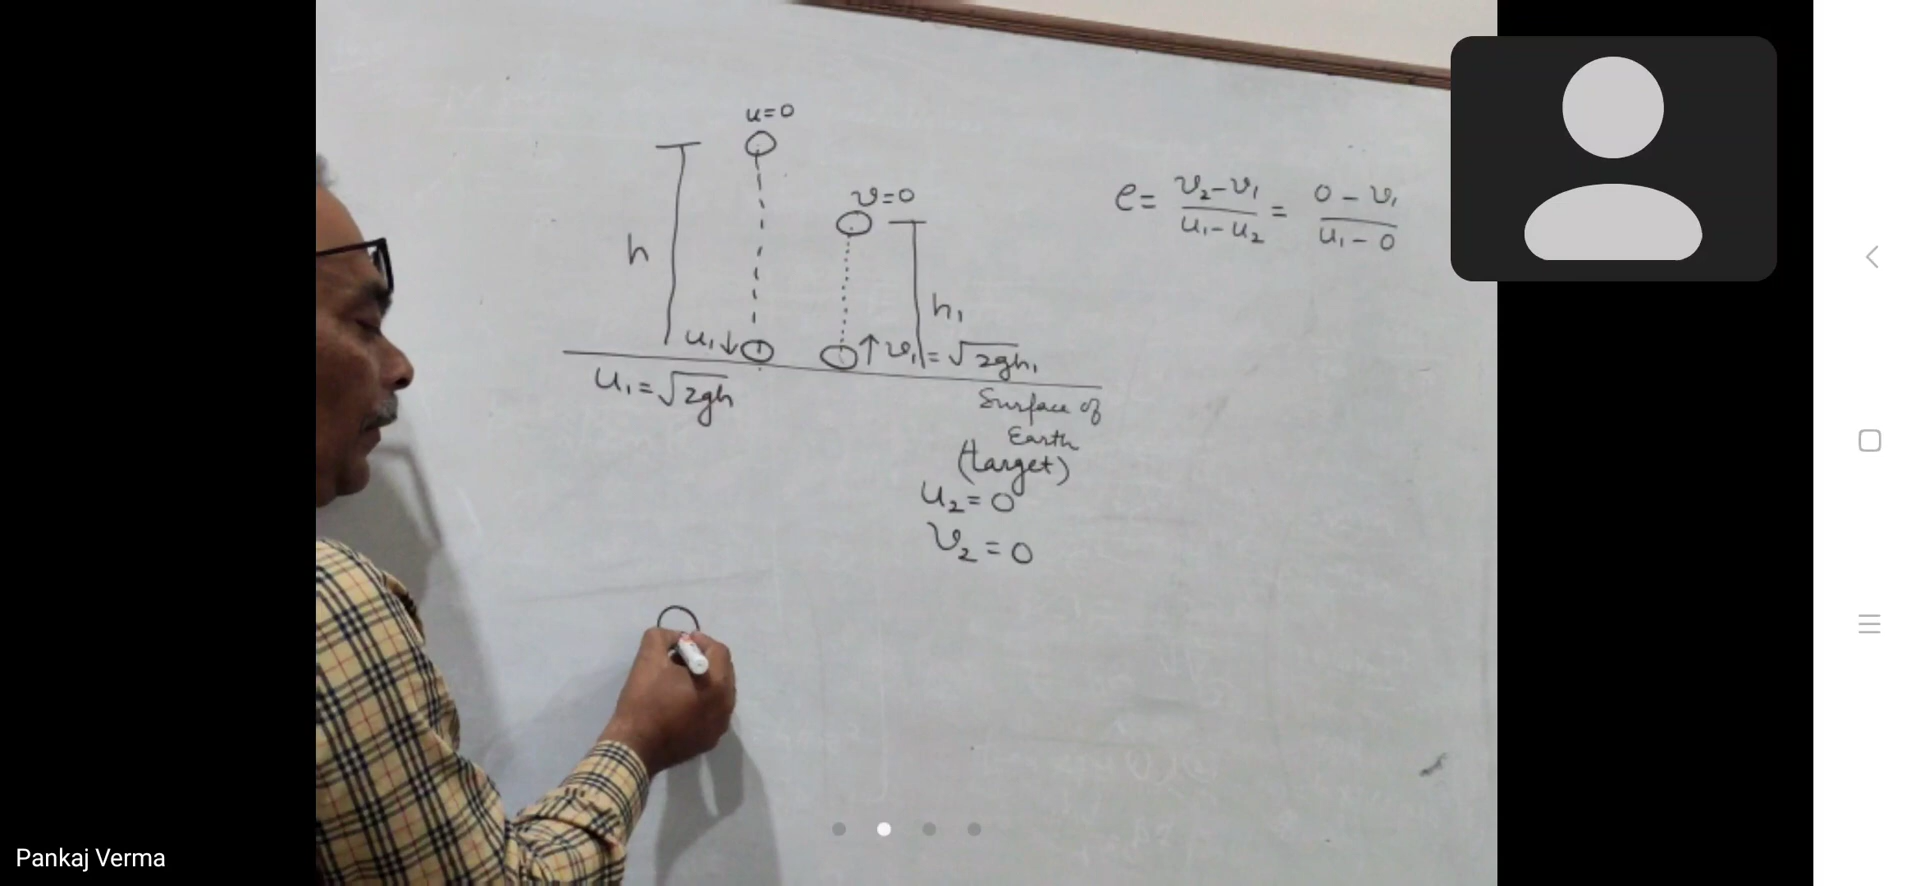 u=0
v=0
h
h₁
u₁↓
↑v₁=√2gh₁
u₁=√2gh
Surface of
Earth
(target)
u₂=0
v₂=0
e= v₂-v₁/u₁-u₂ = 0-v₁/u₁-0
Pankaj Verma